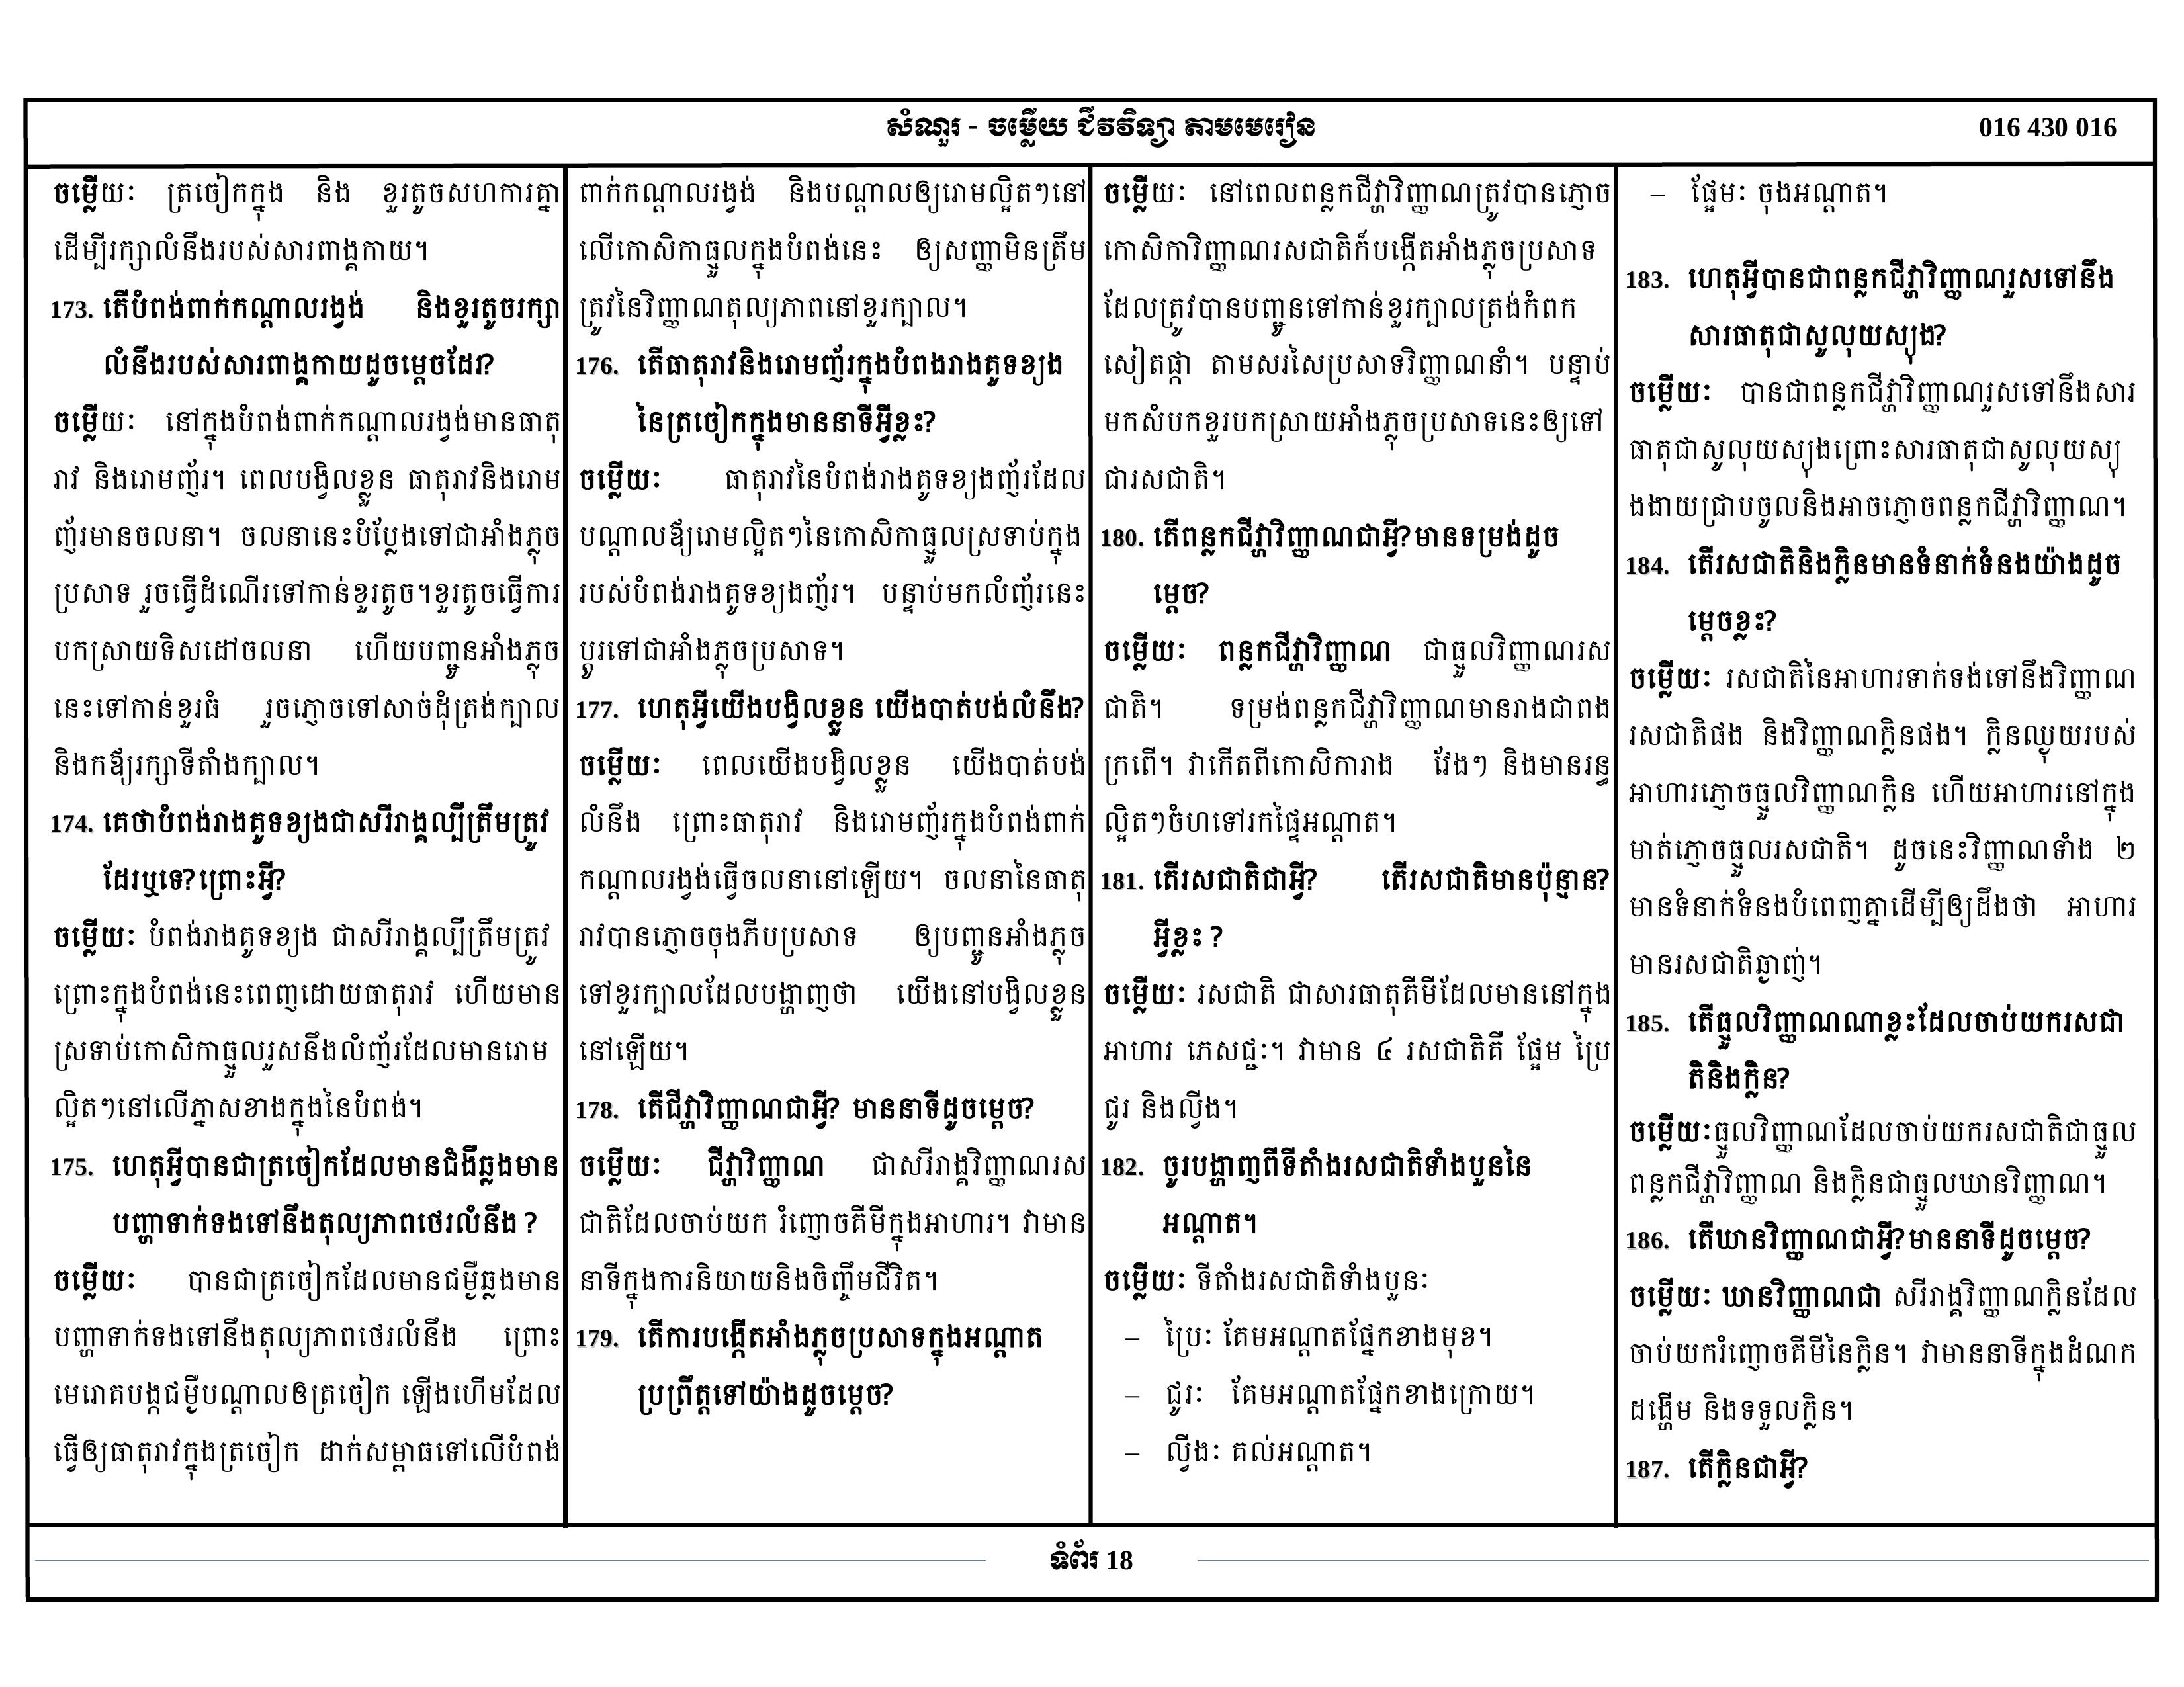 សំណួរ - ចម្លើយ ជីវវិទ្យា តាមមេរៀន
016 430 016
ចម្លើយៈ ត្រចៀកក្នុង និង ខួរតូចសហការគ្នា
ដើម្បីរក្សាលំនឹងរបស់សារពាង្គកាយ។
173. តើបំពង់ពាក់កណ្តាលរង្វង់ និងខួរតូចរក្សា
លំនឹងរបស់សារពាង្គកាយដូចម្តេចដែរ?
ចម្លើយៈ នៅក្នុងបំពង់ពាក់កណ្តាលរង្វង់មានធាតុ
រាវ និងរោមញ័រ។ ពេលបង្វិលខ្លួន ធាតុរាវនិងរោម
ញ័រមានចលនា។ ចលនានេះបំប្លែងទៅជាអាំងភ្លុច
ប្រសាទ រួចធ្វើដំណើរទៅកាន់ខួរតូច។ខួរតូចធ្វើការ
បកស្រាយទិសដៅចលនា ហើយបញ្ជូនអាំងភ្លុច
នេះទៅកាន់ខួរធំ រួចភ្ញោចទៅសាច់ដុំត្រង់ក្បាល
និងកឪ្យរក្សាទីតាំងក្បាល។
174. គេថាបំពង់រាងគូទខ្យងជាសរីរាង្គល្បឺត្រឹមត្រូវ
ដែរឬទេ? ព្រោះអ្វី?
ចម្លើយៈ បំពង់រាងគូទខ្យង ជាសរីរាង្គល្បឺត្រឹមត្រូវ
ព្រោះក្នុងបំពង់នេះពេញដោយធាតុរាវ ហើយមាន
ស្រទាប់កោសិកាធ្មួលរួសនឹងលំញ័រដែលមានរោម
ល្អិតៗនៅលើភ្នាសខាងក្នុងនៃបំពង់។
175. ហេតុអ្វីបានជាត្រចៀកដែលមានជំងឺឆ្លងមាន
បញ្ហាទាក់ទងទៅនឹងតុល្យភាពថេរលំនឹង ?
ចម្លើយៈ បានជាត្រចៀកដែលមានជម្ងឺឆ្លងមាន
បញ្ហាទាក់ទងទៅនឹងតុល្យភាពថេរលំនឹង ព្រោះ
មេរោគបង្កជម្ងឺបណ្តាលឲត្រចៀក ឡើងហើមដែល
ធ្វើឲ្យធាតុរាវក្នុងត្រចៀក ដាក់សម្ពាធទៅលើបំពង់
ពាក់កណ្តាលរង្វង់ និងបណ្តាលឲ្យរោមល្អិតៗនៅ
លើកោសិកាធ្មួលក្នុងបំពង់នេះ ឲ្យសញ្ញាមិនត្រឹម
ត្រូវនៃវិញ្ញាណតុល្យភាពនៅខួរក្បាល។
176. តើធាតុរាវនិងរោមញ័រក្នុងបំពងរាងគូទខ្យង
នៃត្រចៀកក្នុងមាននាទីអ្វីខ្លះ?
ចម្លើយៈ ធាតុរាវនៃបំពង់រាងគូទខ្យងញ័រដែល
បណ្តាលឪ្យរោមល្អិតៗនៃកោសិកាធ្មួលស្រទាប់ក្នុង
របស់បំពង់រាងគូទខ្យងញ័រ។ បន្ទាប់មកលំញ័រនេះ
ប្តូរទៅជាអាំងភ្លុចប្រសាទ។
177. ហេតុអ្វីយើងបង្វិលខ្លួន យើងបាត់បង់លំនឹង?
ចម្លើយៈ ពេលយើងបង្វិលខ្លួន យើងបាត់បង់
លំនឹង ព្រោះធាតុរាវ និងរោមញ័រក្នុងបំពង់ពាក់
កណ្តាលរង្វង់ធ្វើចលនានៅឡើយ។ ចលនានៃធាតុ
រាវបានភ្ញោចចុងភីបប្រសាទ ឲ្យបញ្ជូនអាំងភ្លុច
ទៅខួរក្បាលដែលបង្ហាញថា យើងនៅបង្វិលខ្លួន
នៅឡើយ។
178. តើជីវ្ហាវិញ្ញាណជាអ្វី? មាននាទីដូចម្តេច?
ចម្លើយៈ ជីវ្ហាវិញ្ញាណ ជាសរីរាង្គវិញ្ញាណរស
ជាតិដែលចាប់យក រំញោចគីមីក្នុងអាហារ។ វាមាន
នាទីក្នុងការនិយាយនិងចិញ្ចឹមជីវិត។
179. តើការបង្កើតអាំងភ្លុចប្រសាទក្នុងអណ្តាត
ប្រព្រឹត្តទៅយ៉ាងដូចម្តេច?
ចម្លើយៈ នៅពេលពន្លកជីវ្ហាវិញ្ញាណត្រូវបានភ្ញោច
កោសិកាវិញ្ញាណរសជាតិក៏បង្កើតអាំងភ្លុចប្រសាទ
ដែលត្រូវបានបញ្ជូនទៅកាន់ខួរក្បាលត្រង់កំពក
សៀតផ្កា តាមសរសៃប្រសាទវិញ្ញាណនាំ។ បន្ទាប់
មកសំបកខួរបកស្រាយអាំងភ្លុចប្រសាទនេះឲ្យទៅ
ជារសជាតិ។
180. តើពន្លកជីវ្ហាវិញ្ញាណជាអ្វី? មានទម្រង់ដូច
ម្តេច?
ចម្លើយៈ ពន្លកជីវ្ហាវិញ្ញាណ ជាធ្មួលវិញ្ញាណរស
ជាតិ។ ទម្រង់ពន្លកជីវ្ហាវិញ្ញាណមានរាងជាពង
ក្រពើ។ វាកើតពីកោសិការាង វែងៗ និងមានរន្ធ
ល្អិតៗចំហទៅរកផ្ទៃអណ្តាត។
181. តើរសជាតិជាអ្វី? តើរសជាតិមានប៉ុន្មាន?
អ្វីខ្លះ ?
ចម្លើយៈ រសជាតិ ជាសារធាតុគីមីដែលមាននៅក្នុង
អាហារ ភេសជ្ជៈ។ វាមាន ៤ រសជាតិគឺ ផ្អែម ប្រៃ
ជូរ និងល្វីង។
182. ចូរបង្ហាញពីទីតាំងរសជាតិទាំងបួននៃ
អណ្តាត។
ចម្លើយៈ ទីតាំងរសជាតិទាំងបួនៈ
– ប្រៃៈ គែមអណ្តាតផ្នែកខាងមុខ។
– ជូរៈ គែមអណ្តាតផ្នែកខាងក្រោយ។
– ល្វីងៈ គល់អណ្តាត។
– ផ្អែមៈ ចុងអណ្តាត។
183. ហេតុអ្វីបានជាពន្លកជីវ្ហាវិញ្ញាណរួសទៅនឹង
សារធាតុជាសូលុយស្យុង?
ចម្លើយៈ បានជាពន្លកជីវ្ហាវិញ្ញាណរួសទៅនឹងសារ
ធាតុជាសូលុយស្យុងព្រោះសារធាតុជាសូលុយស្យុ
ងងាយជ្រាបចូលនិងអាចភ្ញោចពន្លកជីវ្ហាវិញ្ញាណ។
184. តើរសជាតិនិងក្លិនមានទំនាក់ទំនងយ៉ាងដូច
ម្តេចខ្លះ?
ចម្លើយៈ រសជាតិនៃអាហារទាក់ទង់ទៅនឹងវិញ្ញាណ
រសជាតិផង និងវិញ្ញាណក្លិនផង។ ក្លិនឈ្ងុយរបស់
អាហារភ្ញោចធ្មួលវិញ្ញាណក្លិន ហើយអាហារនៅក្នុង
មាត់ភ្ញោចធ្មួលរសជាតិ។ ដូចនេះវិញ្ញាណទាំង ២
មានទំនាក់ទំនងបំពេញគ្នាដើម្បីឲ្យដឹងថា អាហារ
មានរសជាតិឆ្ងាញ់។
185. តើធ្មួលវិញ្ញាណណាខ្លះដែលចាប់យករសជា
តិនិងក្លិន?
ចម្លើយៈធ្មួលវិញ្ញាណដែលចាប់យករសជាតិជាធ្មួល
ពន្លកជីវ្ហាវិញ្ញាណ និងក្លិនជាធ្មួលឃានវិញ្ញាណ។
186. តើឃានវិញ្ញាណជាអ្វី? មាននាទីដូចម្តេច?
ចម្លើយៈ ឃានវិញ្ញាណជា សរីរាង្គវិញ្ញាណក្លិនដែល
ចាប់យករំញោចគីមីនៃក្លិន។ វាមាននាទីក្នុងដំណក
ដង្ហើម និងទទួលក្លិន។
187. តើក្លិនជាអ្វី?
ទំព័រ 18